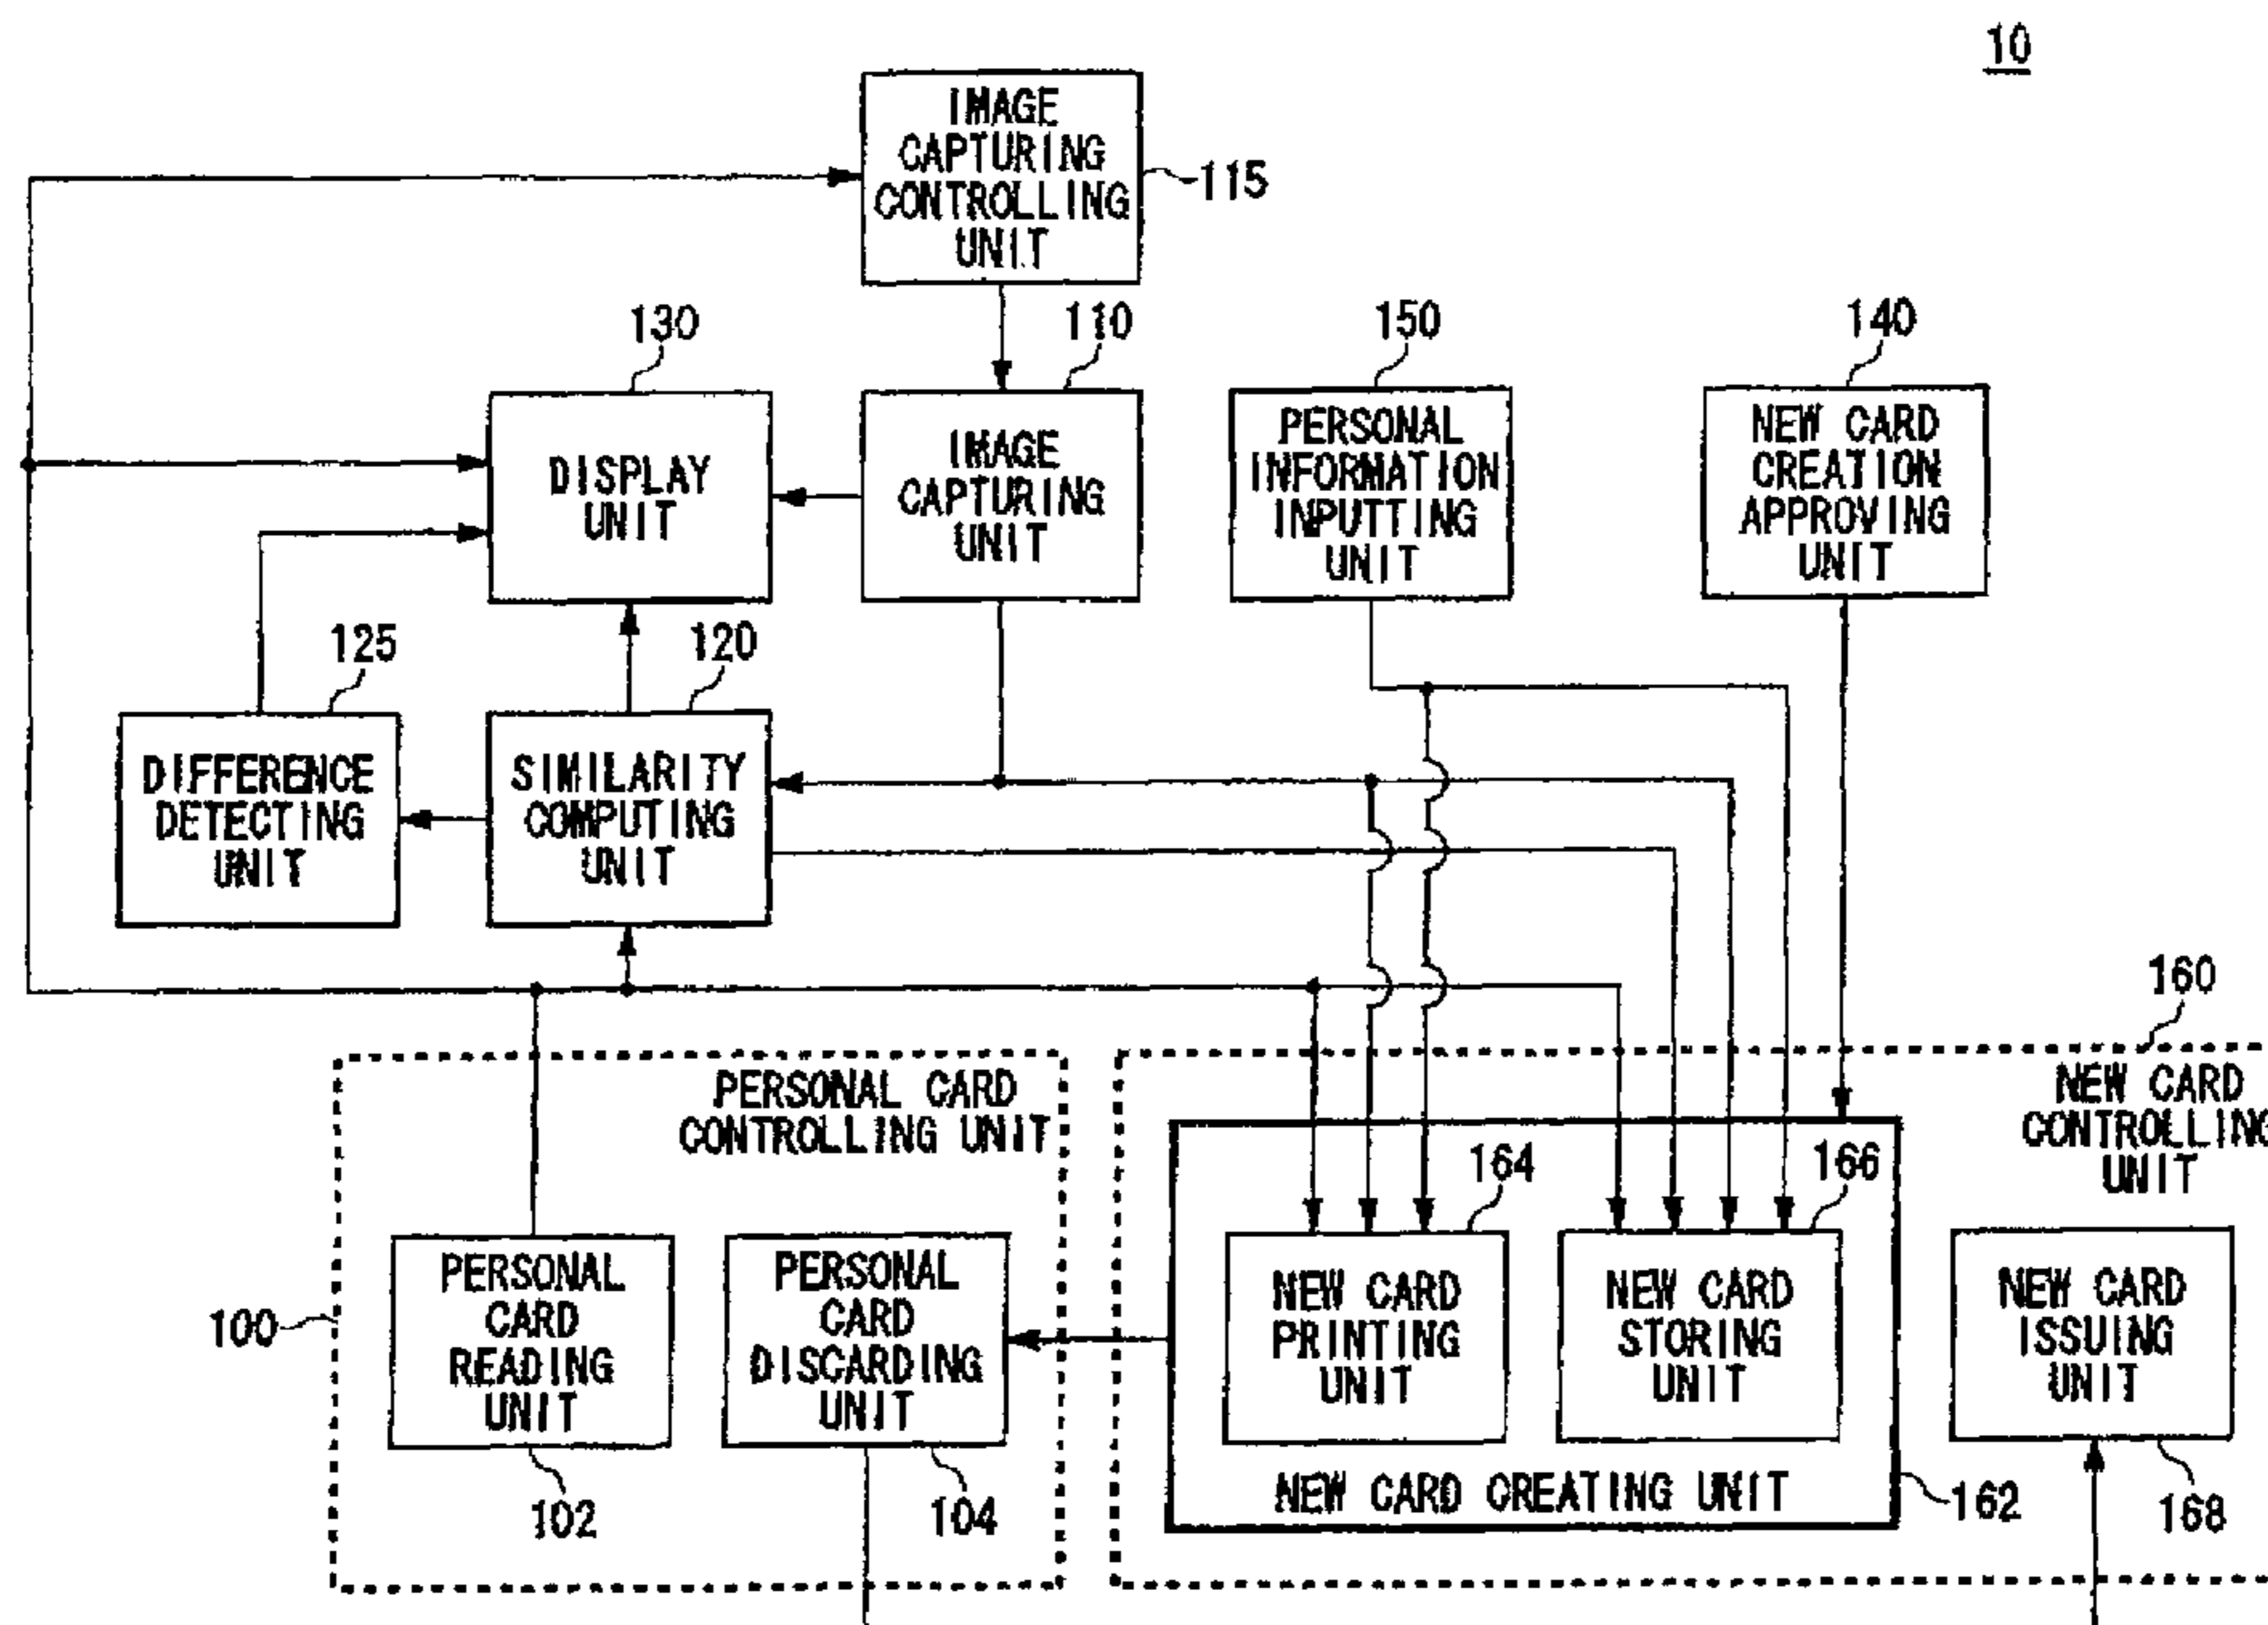 10
IMAGE
CAPTURING
CONTROLLING
UNIT
115
130
110
150
140
DISPLAY
UNIT
IMAGE
CAPTURING
UNIT
PERSONAL
INFORMATION
INPUTTING
UNIT
NEW CARD
CREATION
APPROVING
UNIT
125
120
DIFFERENCE
DETECTING
UNIT
SIMILARITY
COMPUTING
UNIT
160
PERSONAL CARD
CONTROLLING UNIT
NEW CARD
CONTROLLING
UNIT
164
166
100
PERSONAL
CARD
READING
UNIT
PERSONAL
CARD
DISCARDING
UNIT
NEW CARD
PRINTING
UNIT
NEW CARD
STORING
UNIT
NEW CARD
ISSUING
UNIT
NEW CARD CREATING UNIT
102
104
162
168